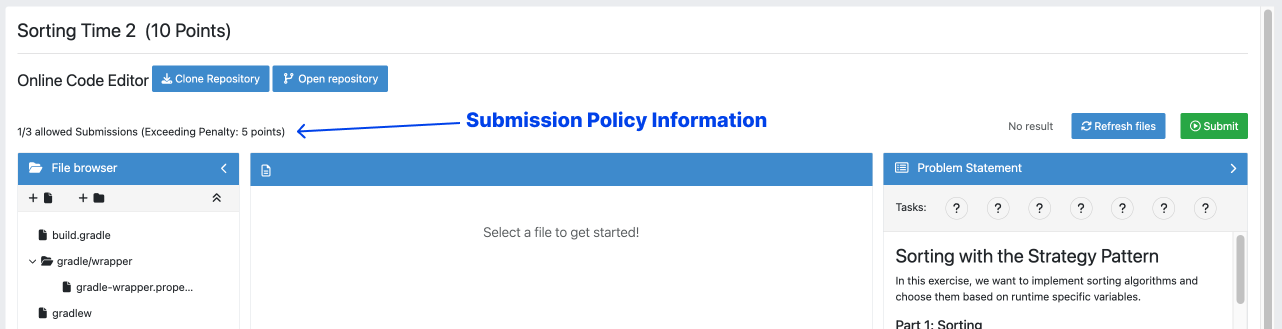 Sorting Time 2 (10 Points)
Online Code Editor Clone Repository Open repository
1/3 allowed Submissions (Exceeding Penalty: 5 points) Submission Policy Information No result Refresh files Submit
File browser
Problem Statement
Tasks: ? ? ? ? ? ? ?
build.gradle
gradle/wrapper
gradle-wrapper.prope...
gradlew
Select a file to get started!
Sorting with the Strategy Pattern
In this exercise, we want to implement sorting algorithms and
choose them based on runtime specific variables.
Part 1: Sorting